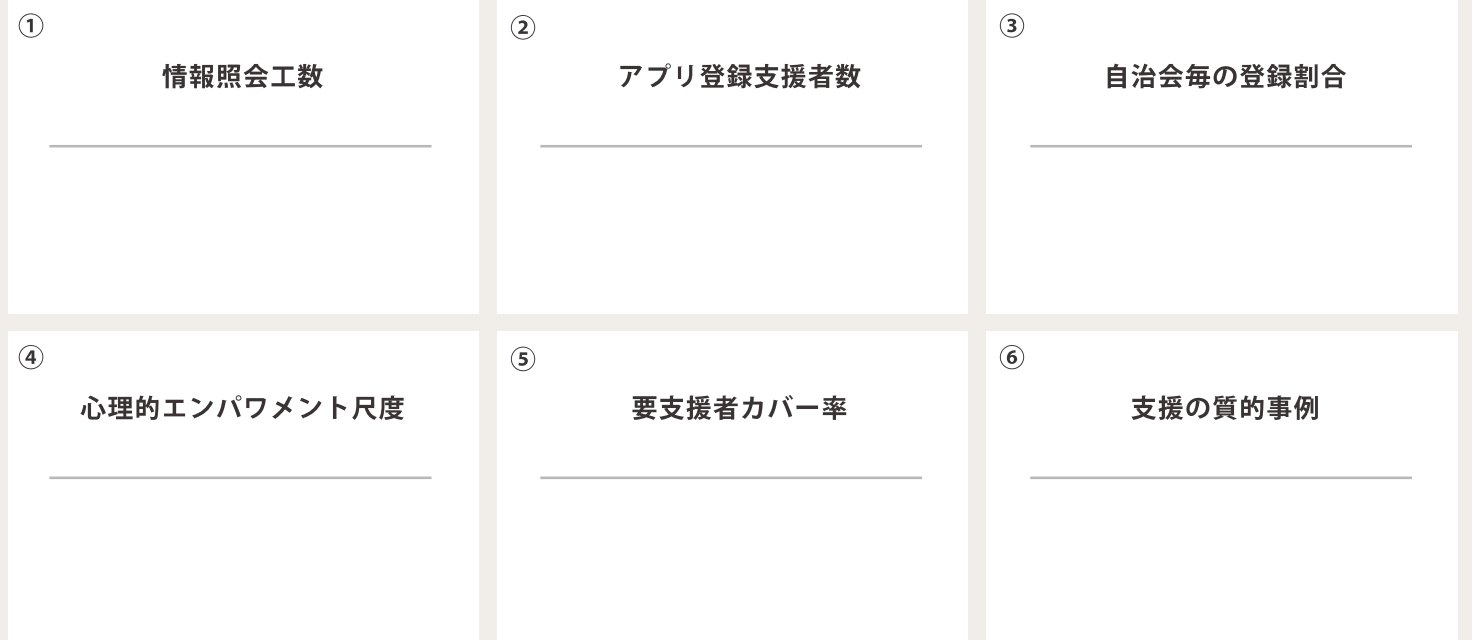 ①
情報照会工数
②
アプリ登録支援者数
③
自治会毎の登録割合
④
心理的エンパワメント尺度
⑤
要支援者カバー率
⑥
支援の質的事例